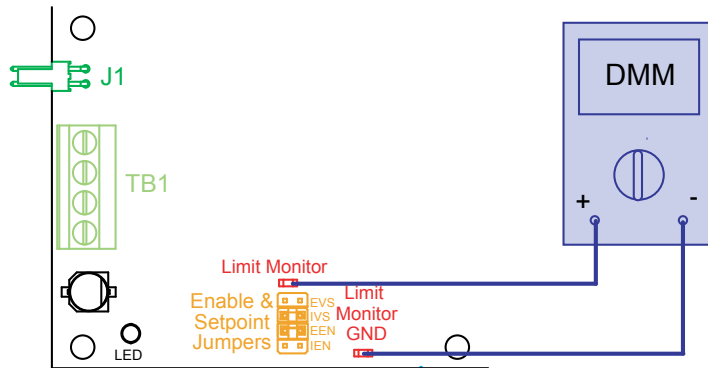 DMM
J1
TB1
+ -
Limit Monitor
Enable &
Setpoint
Jumpers
EVS
IVS
EEN
IEN
Limit
Monitor
GND
LED